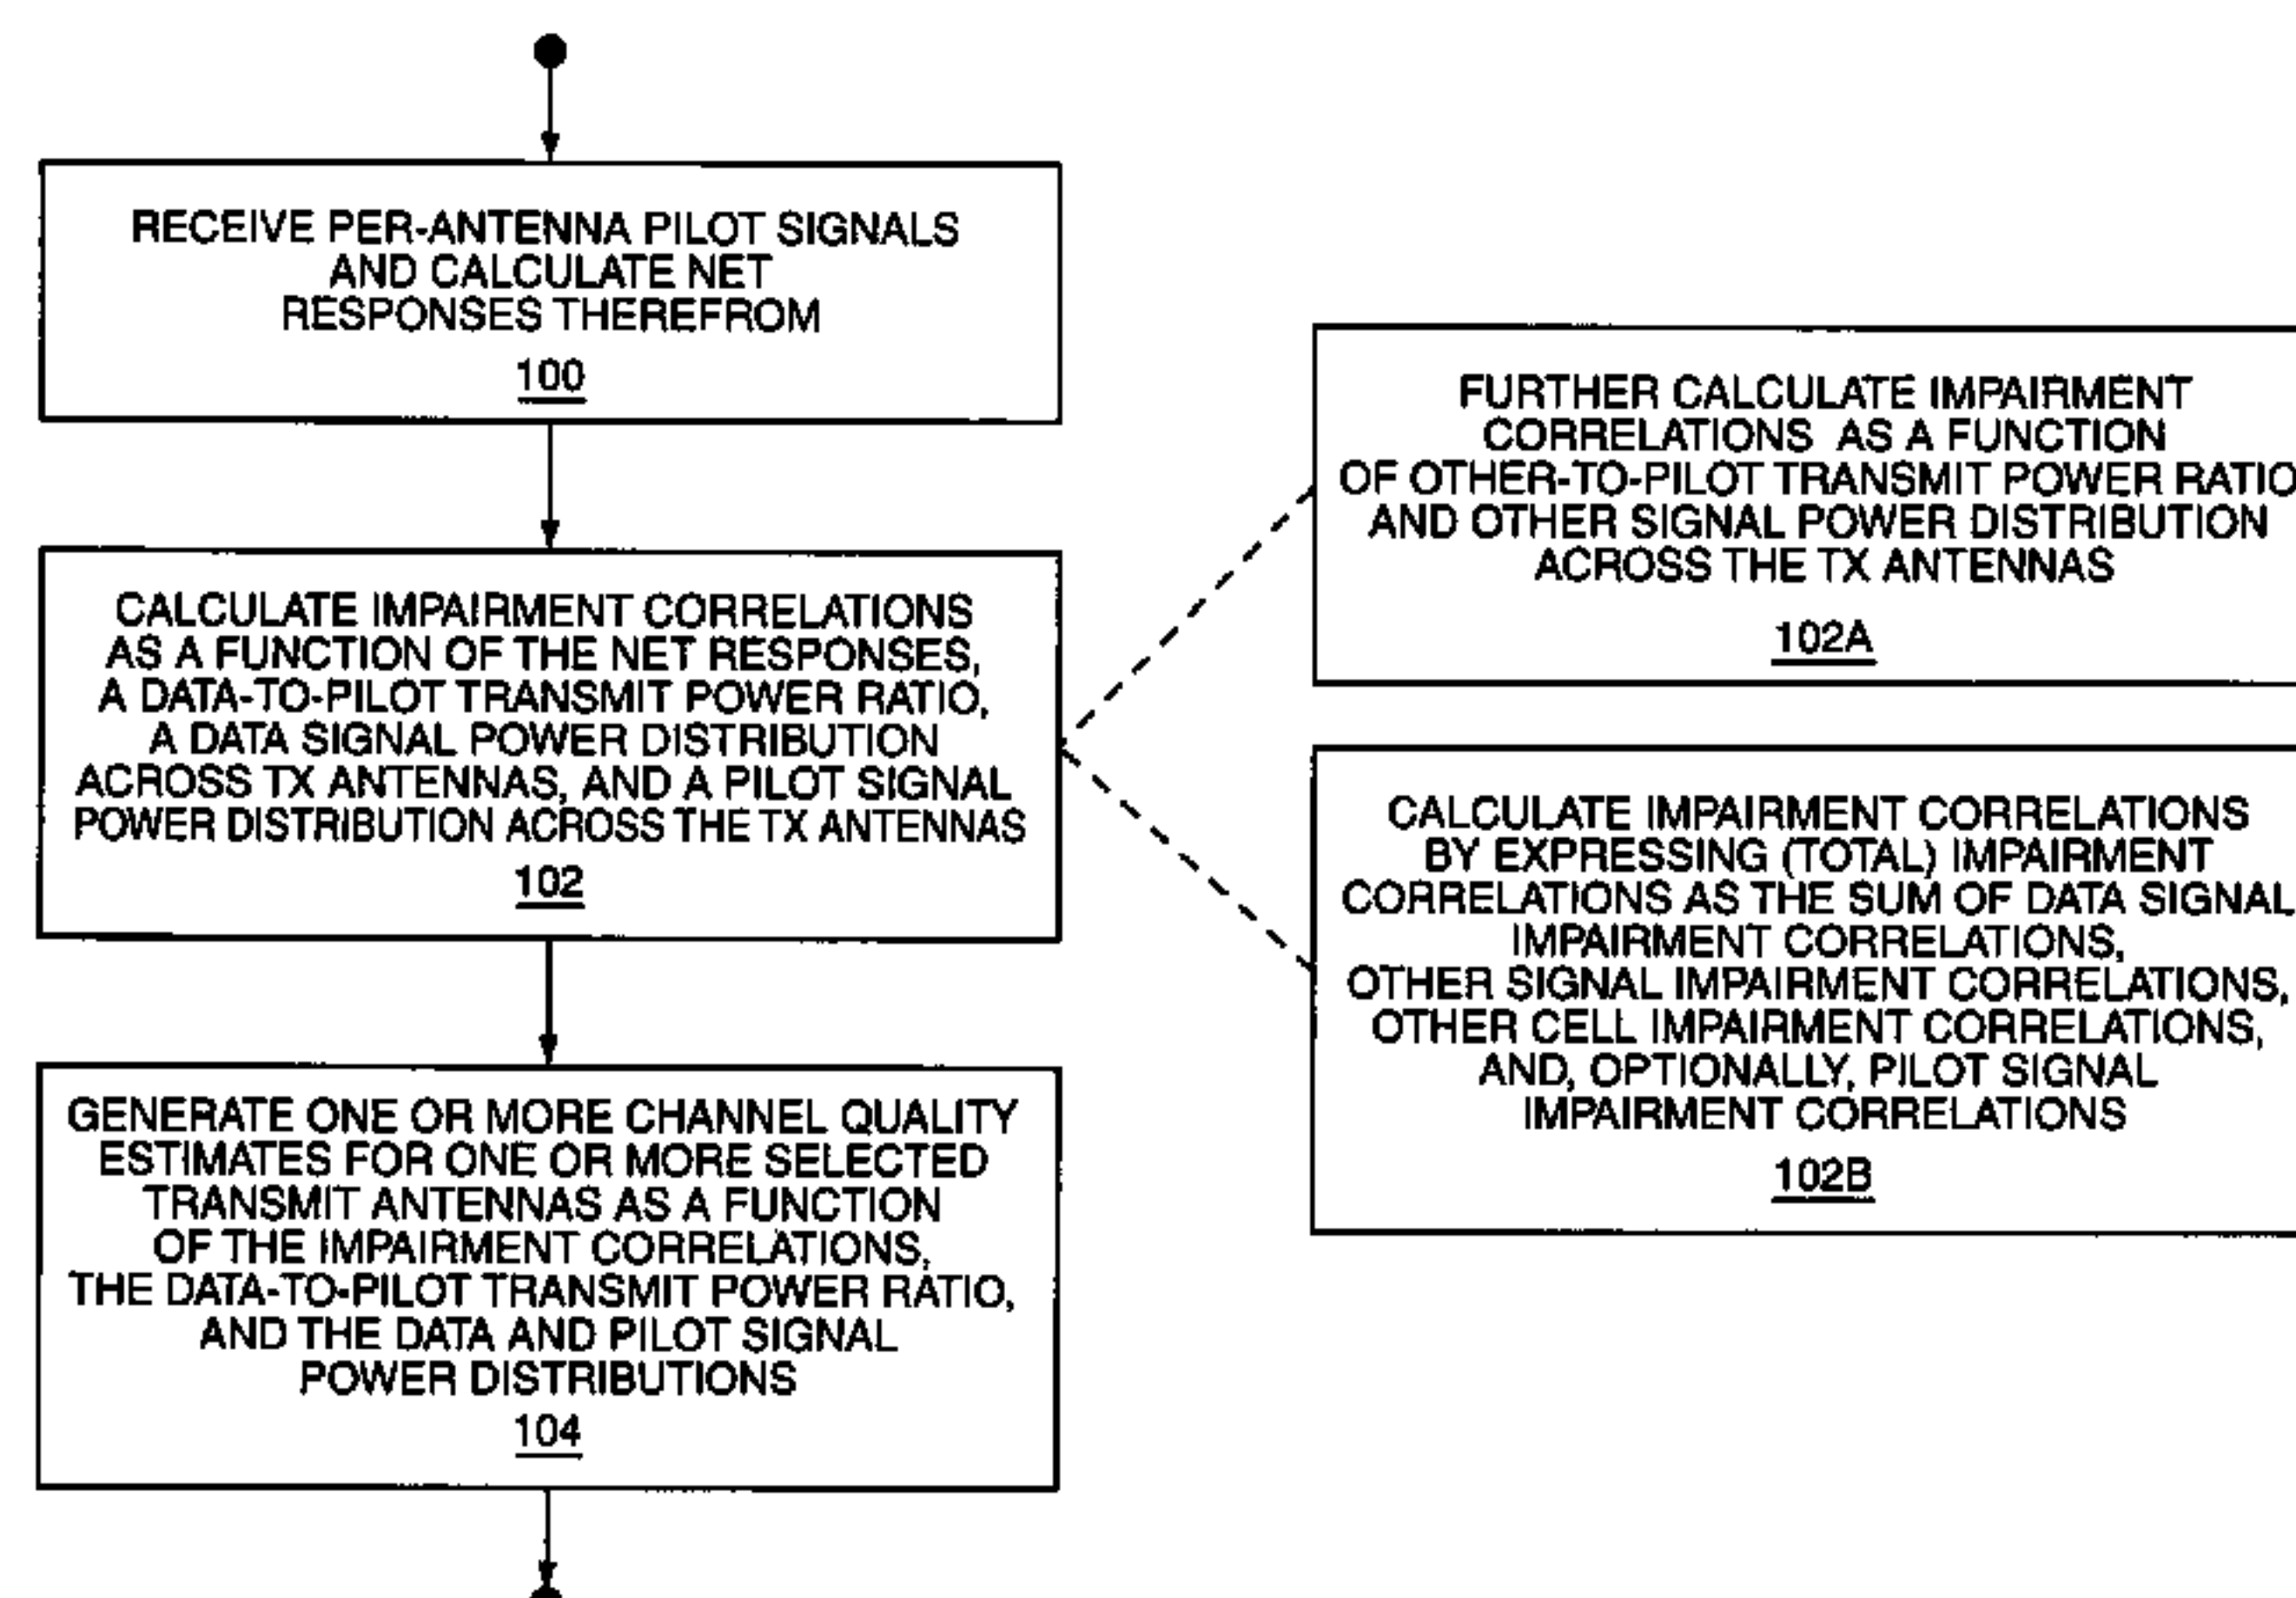 RECEIVE PER-ANTENNA PILOT SIGNALS
AND CALCULATE NET
RESPONSES THEREFROM
100
CALCULATE IMPAIRMENT CORRELATIONS
AS A FUNCTION OF THE NET RESPONSES,
A DATA-TO-PILOT TRANSMIT POWER RATIO,
A DATA SIGNAL POWER DISTRIBUTION
ACROSS TX ANTENNAS, AND A PILOT SIGNAL
POWER DISTRIBUTION ACROSS THE TX ANTENNAS
102
GENERATE ONE OR MORE CHANNEL QUALITY
ESTIMATES FOR ONE OR MORE SELECTED
TRANSMIT ANTENNAS AS A FUNCTION
OF THE IMPAIRMENT CORRELATIONS,
THE DATA-TO-PILOT TRANSMIT POWER RATIO,
AND THE DATA AND PILOT SIGNAL
POWER DISTRIBUTIONS
104
FURTHER CALCULATE IMPAIRMENT
CORRELATIONS AS A FUNCTION
OF OTHER-TO-PILOT TRANSMIT POWER RATIO
AND OTHER SIGNAL POWER DISTRIBUTION
ACROSS THE TX ANTENNAS
102A
CALCULATE IMPAIRMENT CORRELATIONS
BY EXPRESSING (TOTAL) IMPAIRMENT
CORRELATIONS AS THE SUM OF DATA SIGNAL
IMPAIRMENT CORRELATIONS,
OTHER SIGNAL IMPAIRMENT CORRELATIONS,
OTHER CELL IMPAIRMENT CORRELATIONS,
AND, OPTIONALLY, PILOT SIGNAL
IMPAIRMENT CORRELATIONS
102B